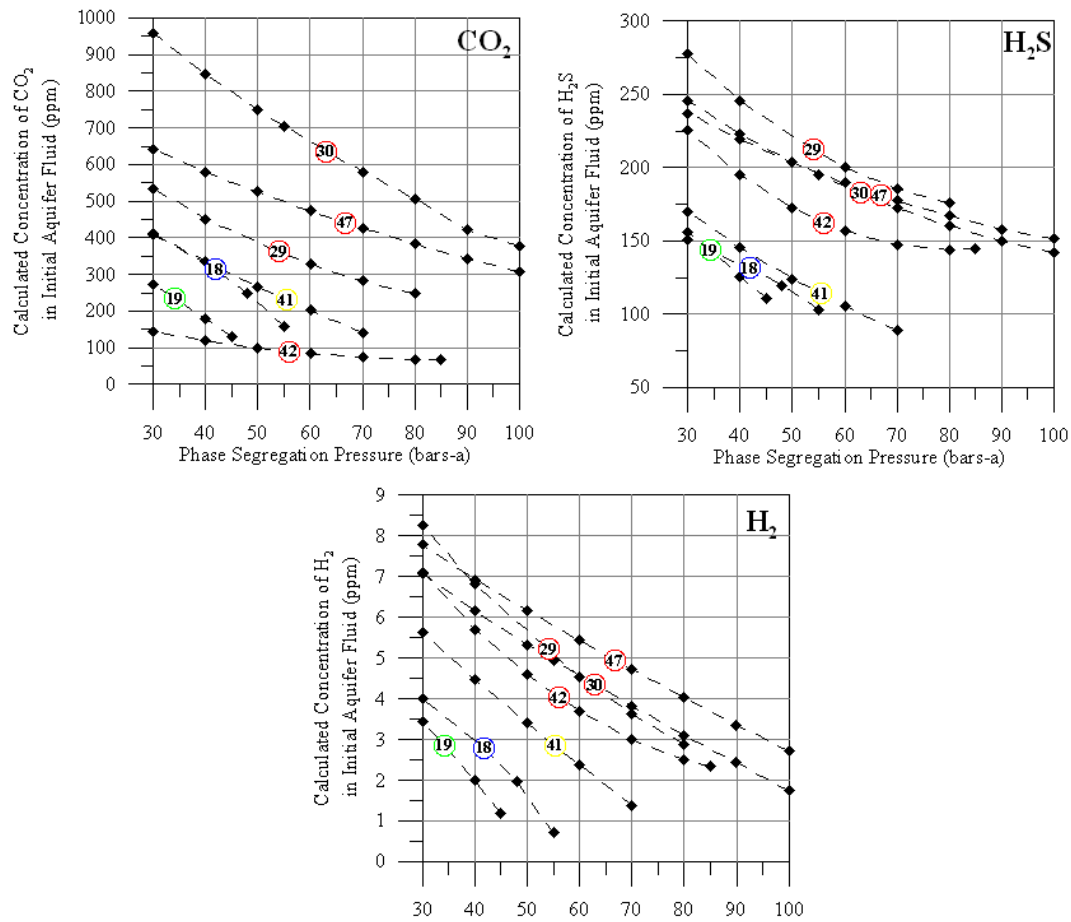 CO2
Calculated Concentration of CO2
in Initial Aquifer Fluid (ppm)
1000
900
800
700
600
500
400
300
200
100
0
30
47
29
18
41
19
42
30 40 50 60 70 80 90 100
Phase Segregation Pressure (bars-a)
H2S
Calculated Concentration of H2S
in Initial Aquifer Fluid (ppm)
300
250
200
150
100
50
29
30 47
42
19 18
41
30 40 50 60 70 80 90 100
Phase Segregation Pressure (bars-a)
H2
Calculated Concentration of H2
in Initial Aquifer Fluid (ppm)
9
8
7
6
5
4
3
2
1
0
29
47
30
42
19 18 41
30 40 50 60 70 80 90 100